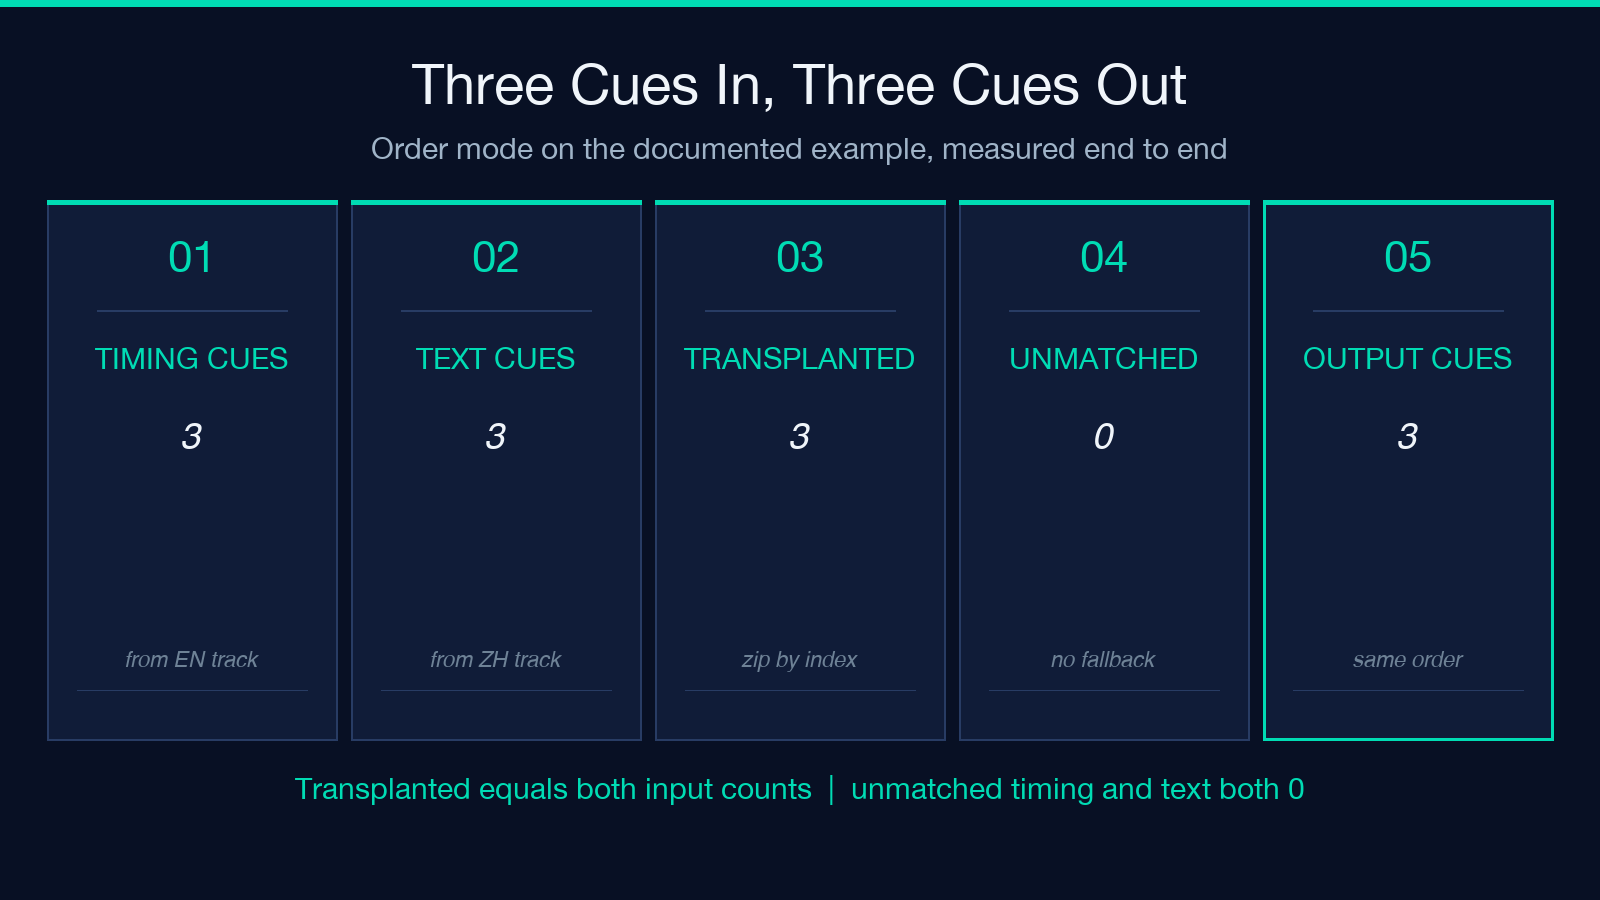 Three Cues In, Three Cues Out
Order mode on the documented example, measured end to end
01
TIMING CUES
3
from EN track
02
TEXT CUES
3
from ZH track
03
TRANSPLANTED
3
zip by index
04
UNMATCHED
0
no fallback
05
OUTPUT CUES
3
same order
Transplanted equals both input counts | unmatched timing and text both 0